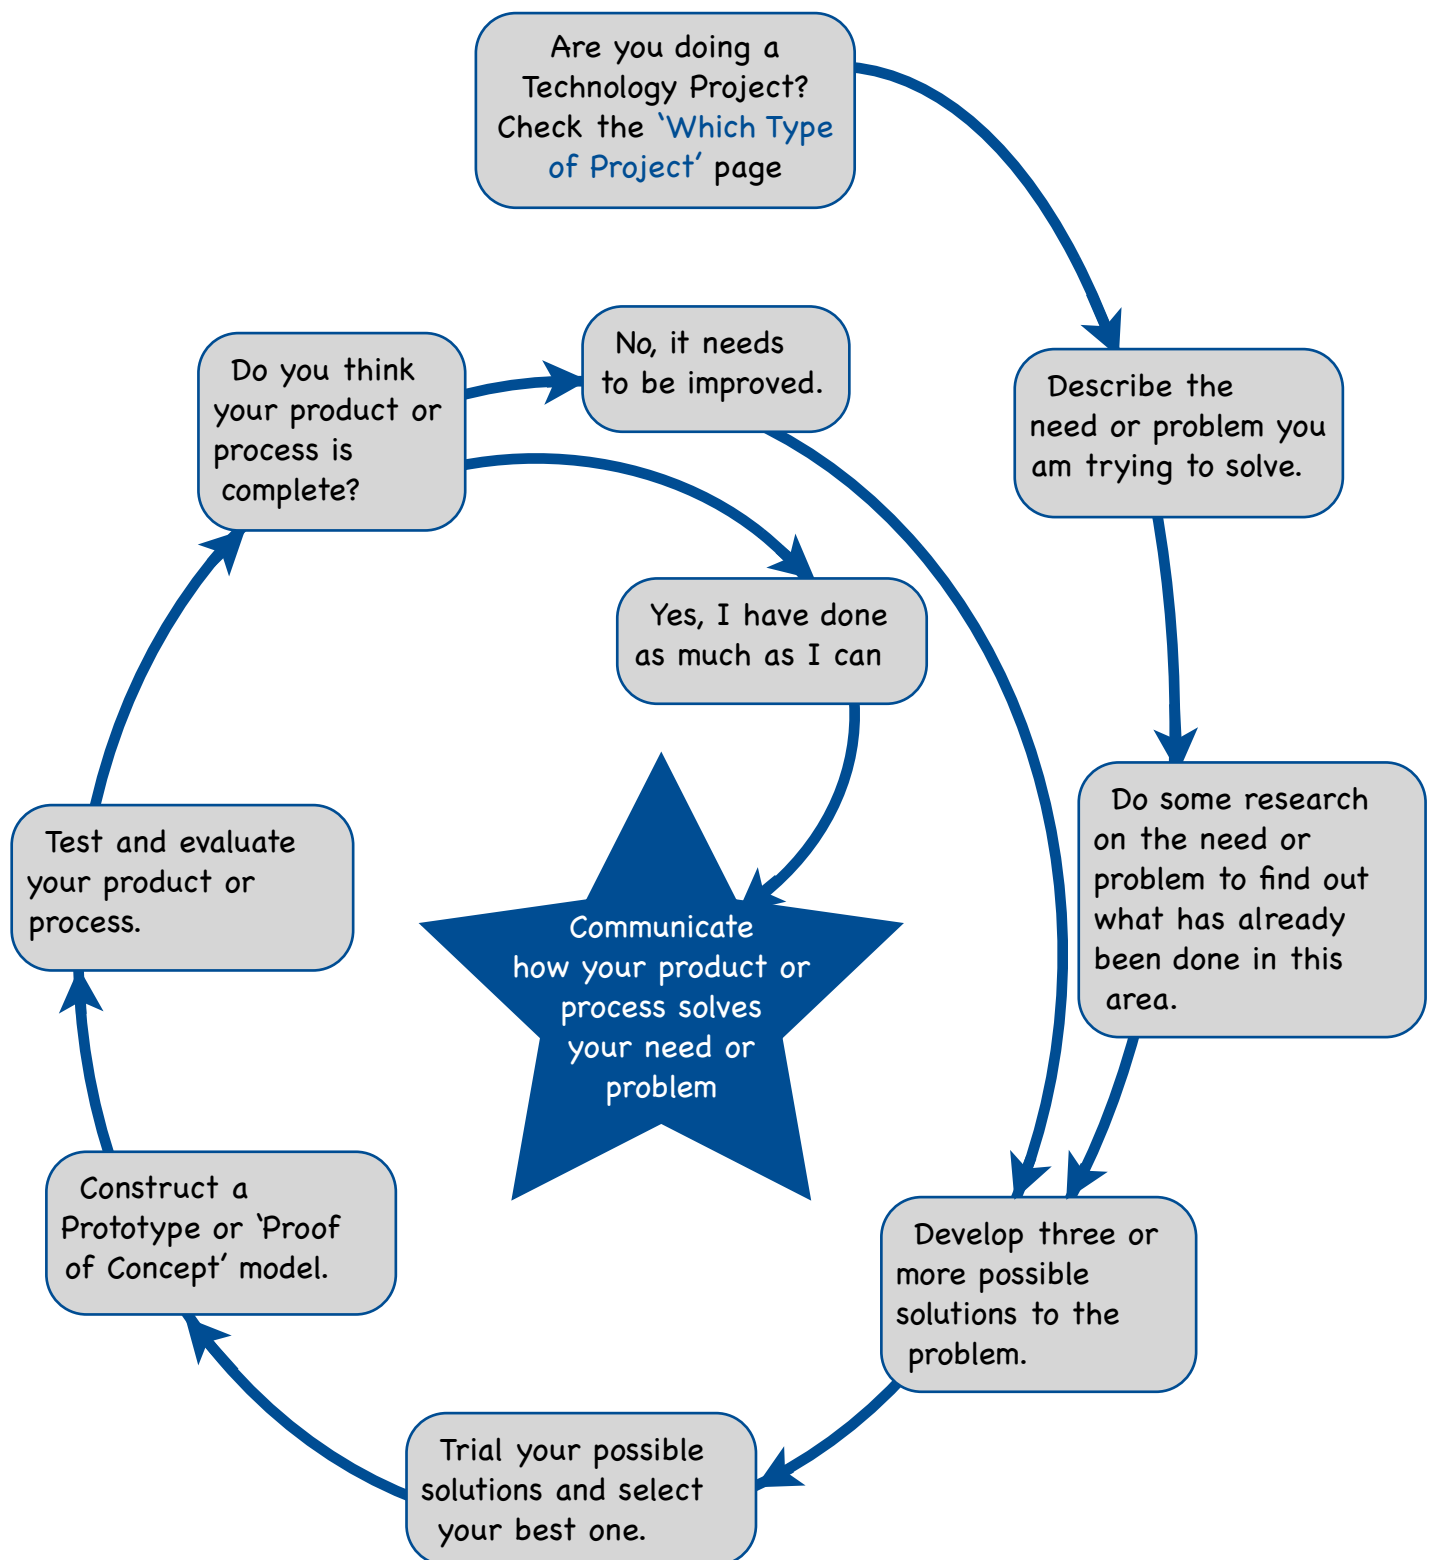 Are you doing a
Technology Project?
Check the ‘Which Type
of Project’ page
Describe the
need or problem you
am trying to solve.
Do some research
on the need or
problem to find out
what has already
been done in this
area.
Develop three or
more possible
solutions to the
problem.
Trial your possible
solutions and select
your best one.
Construct a
Prototype or ‘Proof
of Concept’ model.
Test and evaluate
your product or
process.
Do you think
your product or
process is
complete?
No, it needs
to be improved.
Yes, I have done
as much as I can
Communicate
how your product or
process solves
your need or
problem